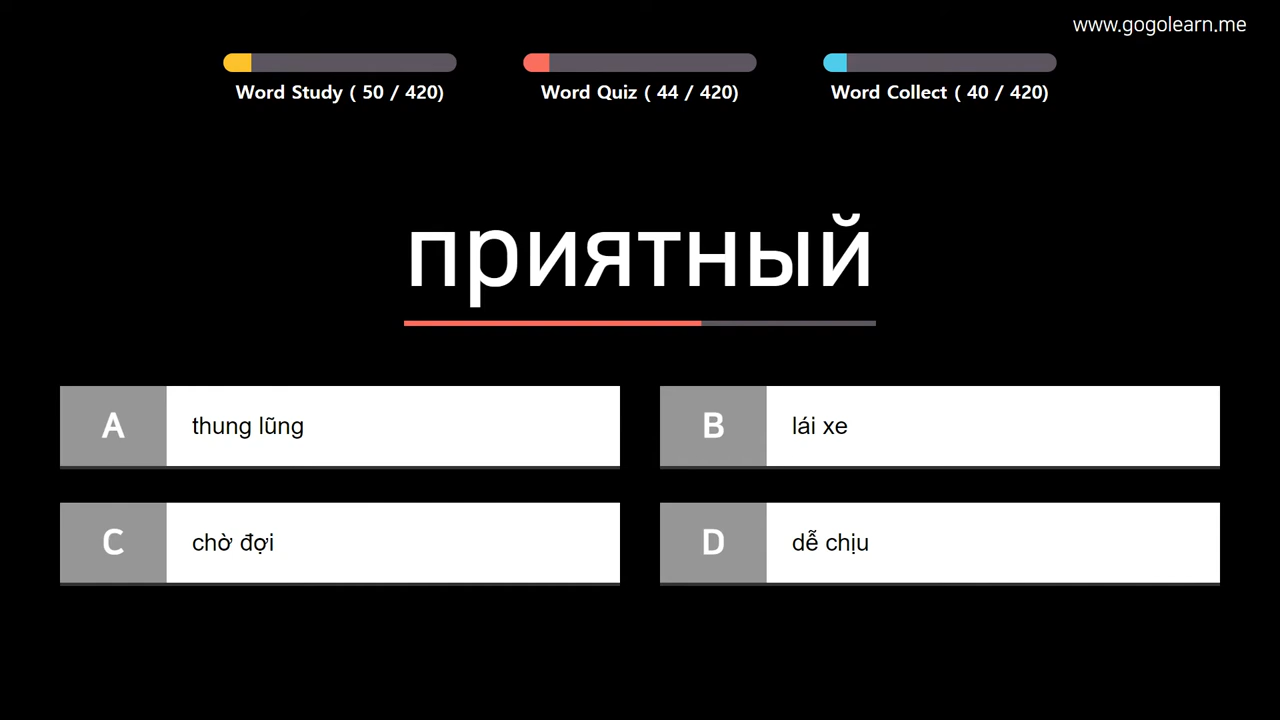 www.gogolearn.me
Word Study ( 50 / 420)
Word Quiz ( 44 / 420)
Word Collect ( 40 / 420)
приятный
A thung lũng
B lái xe
C chờ đợi
D dễ chịu